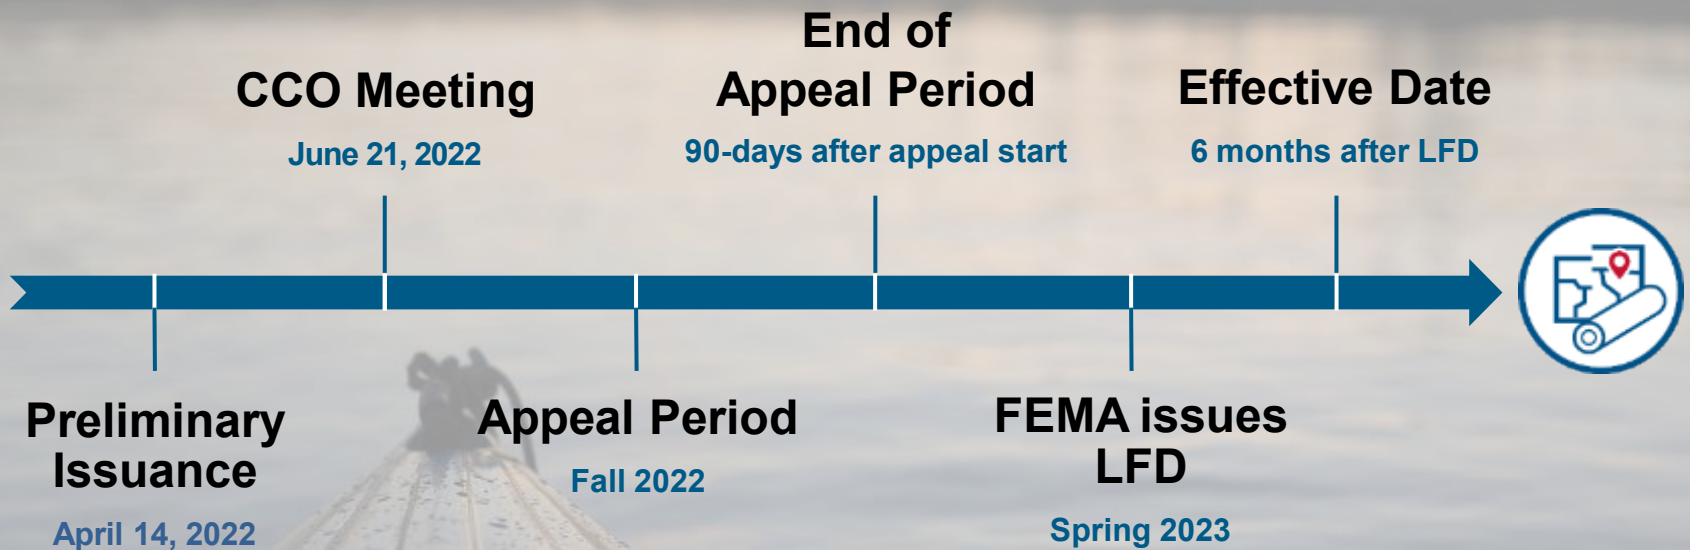 CCO Meeting
June 21, 2022
End of
Appeal Period
90-days after appeal start
Effective Date
6 months after LFD
Preliminary
Issuance
April 14, 2022
Appeal Period
Fall 2022
FEMA issues
LFD
Spring 2023